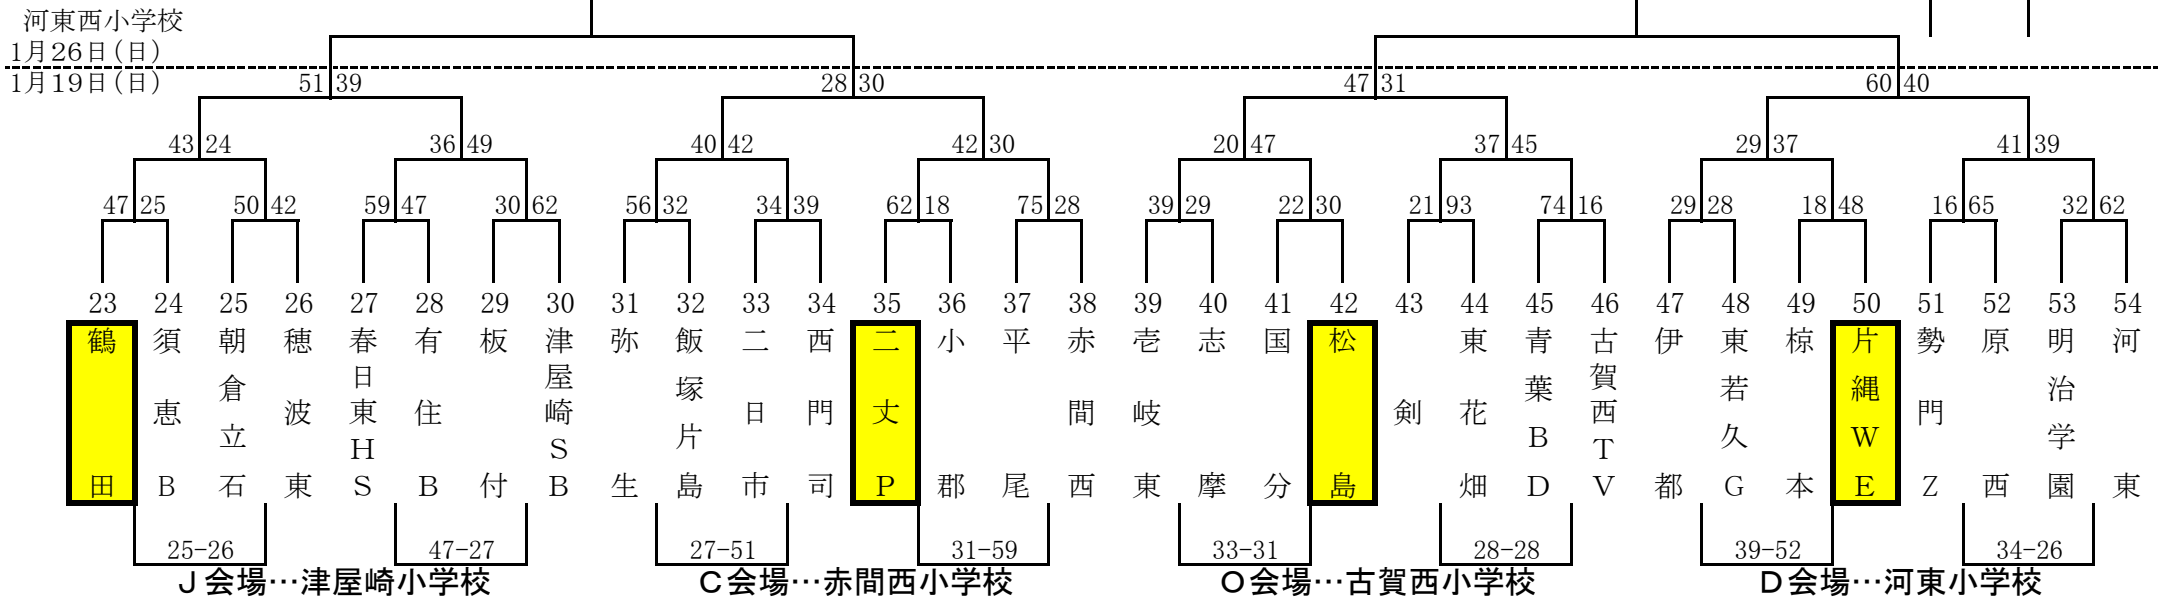 河東西小学校
1月26日(日)
1月19日(日)
51 39 28 30 47 31 60 40
43 24 36 49 40 42 42 30 20 47 37 45 29 37 41 39
47 25 50 42 59 47 30 62 56 32 34 39 62 18 75 28 39 29 22 30 21 93 74 16 29 28 18 48 16 65 32 62
23 24 25 26 27 28 29 30 31 32 33 34 35 36 37 38 39 40 41 42 43 44 45 46 47 48 49 50 51 52 53 54
鶴田
須恵B
朝倉立石
穂波東
春日東HS
有住B
板付
津屋崎SB
弥生
飯塚片島
二日市
西門司
二丈P
小郡
平尾
赤間西
壱岐東
志摩
国分
松島
剣
東花畑
青葉BD
古賀西TV
伊都
東若久G
椋本
片縄WE
勢門Z
原西
明治学園
河東
25-26 47-27 27-51 31-59 33-31 28-28 39-52 34-26
J会場…津屋崎小学校 C会場…赤間西小学校 O会場…古賀西小学校 D会場…河東小学校